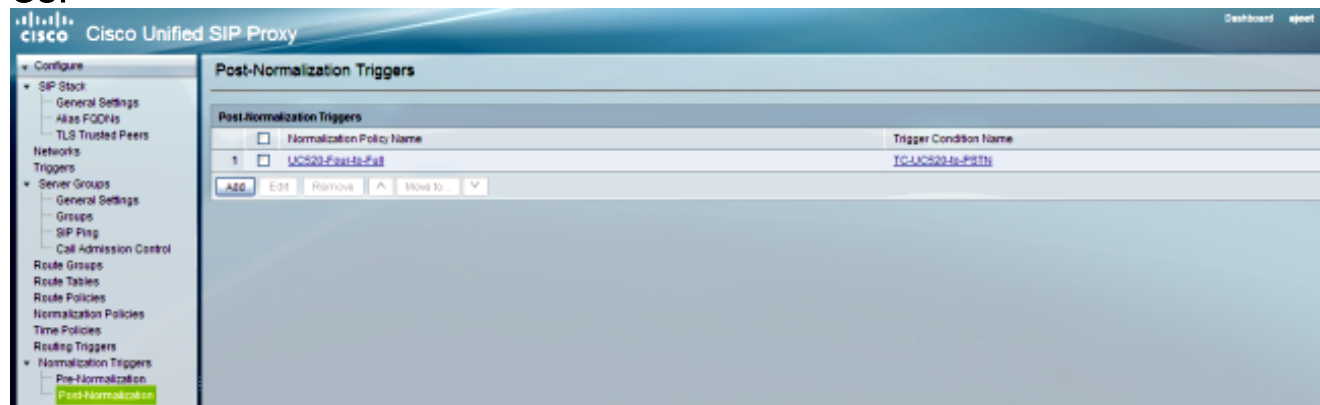 CISCO Cisco Unified SIP Proxy
Dashboard ajeet
Configure
SIP Stack
General Settings
Alias FQDNs
TLS Trusted Peers
Networks
Triggers
Server Groups
General Settings
Groups
SIP Ping
Call Admission Control
Route Groups
Route Tables
Route Policies
Normalization Policies
Time Policies
Routing Triggers
Normalization Triggers
Pre-Normalization
Post-Normalization
Post-Normalization Triggers
Post-Normalization Triggers
Normalization Policy Name Trigger Condition Name
1 UC520-Four-to-Full TC-UC520-to-PSTN
Add Edit Remove Move to...